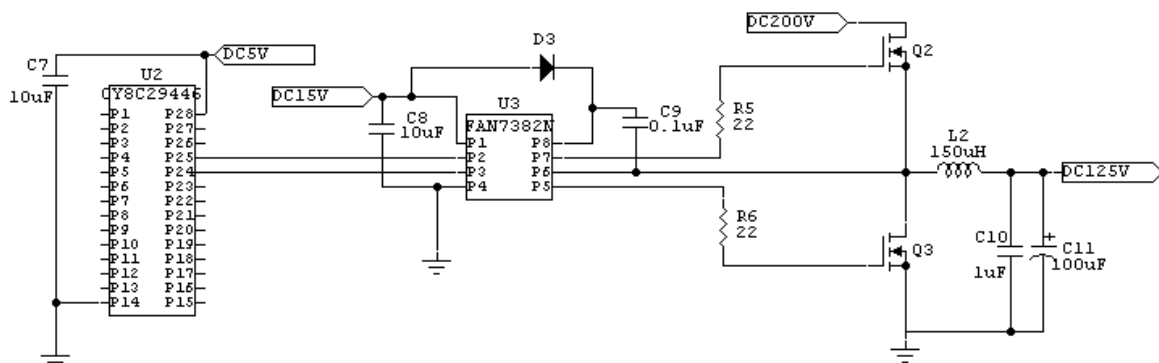 DC200V
D3
Q2
C7
10uF
DC5V
U2
CY8C29446
DC15V
C8
10uF
U3
FAN7382N
C9
0.1uF
R5
22
P1
P2
P3
P4
P5
P6
P7
P8
P9
P10
P11
P12
P13
P14
P28
P27
P26
P25
P24
P23
P22
P21
P20
P19
P18
P17
P16
P15
P1
P2
P3
P4
P8
P7
P6
P5
L2
150uH
DC125V
R6
22
Q3
C10
1uF
C11
100uF
+